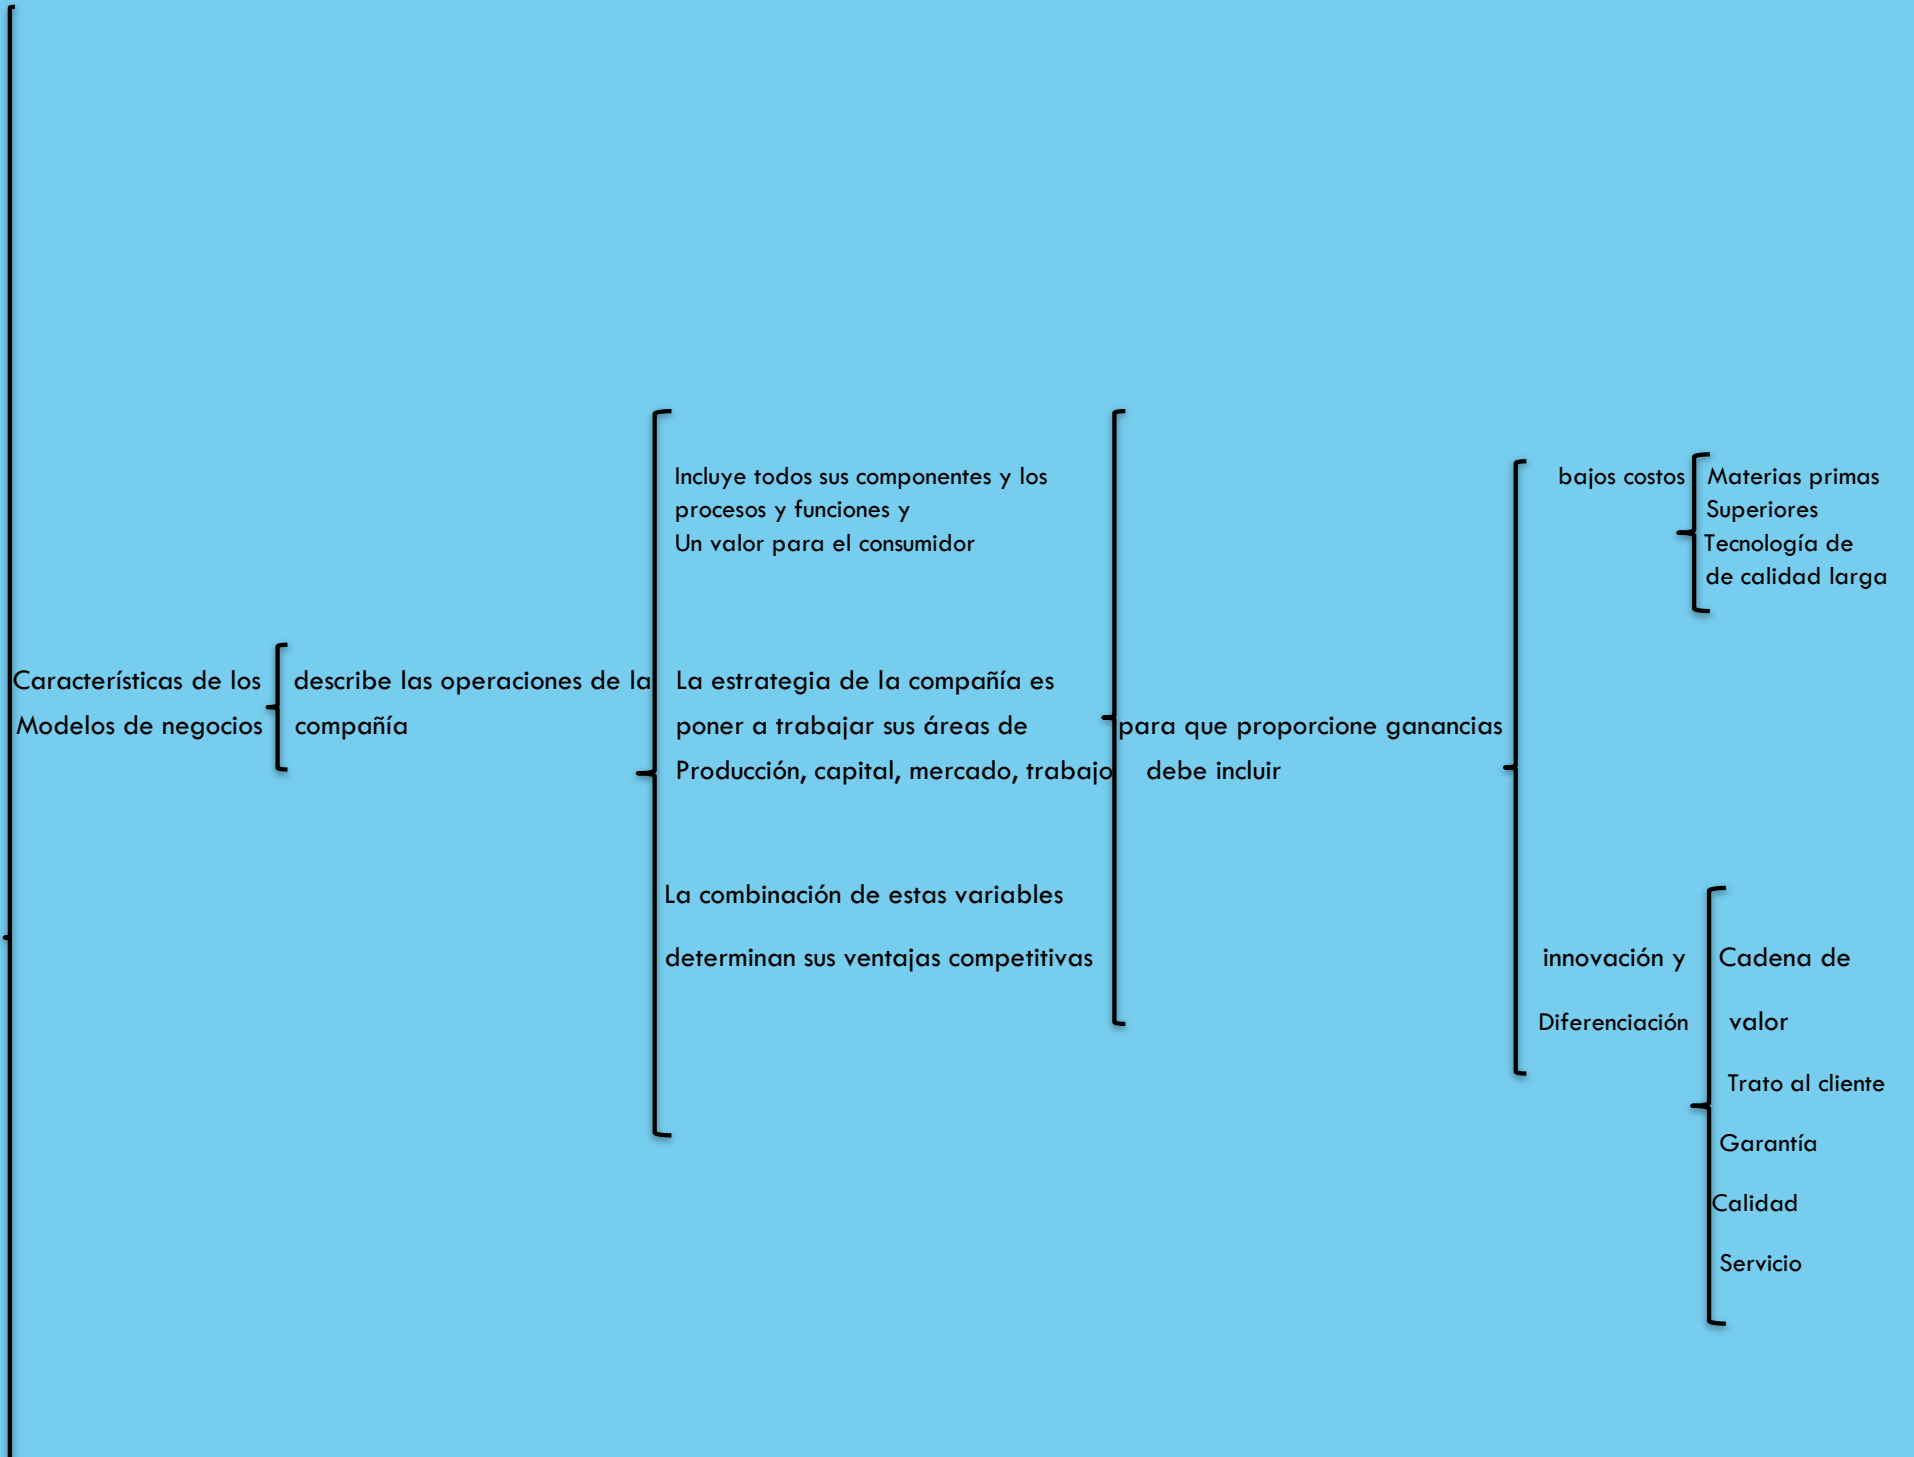 Características de los
Modelos de negocios
describe las operaciones de la
compañía
Incluye todos sus componentes y los
procesos y funciones y
Un valor para el consumidor
La estrategia de la compañía es
poner a trabajar sus áreas de
Producción, capital, mercado, trabajo
La combinación de estas variables
determinan sus ventajas competitivas
para que proporcione ganancias
debe incluir
bajos costos
Materias primas
Superiores
Tecnología de
de calidad larga
innovación y
Diferenciación
Cadena de
valor
Trato al cliente
Garantía
Calidad
Servicio